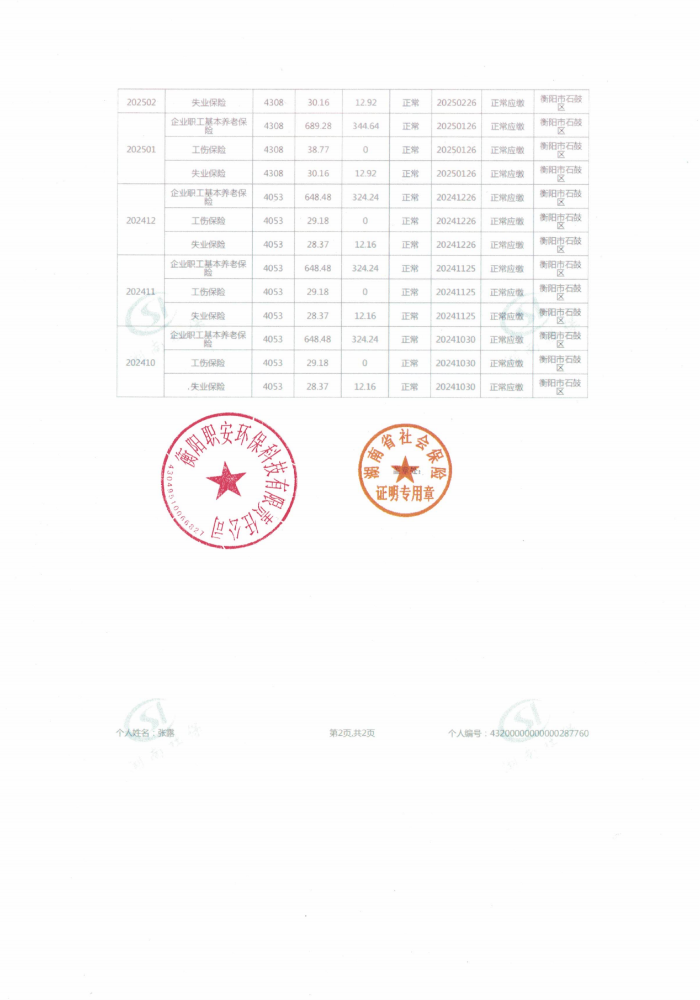 202502 失业保险 4308 30.16 12.92 正常 20250226 正常应缴 衡阳市石鼓区
202501 企业职工基本养老保险 4308 689.28 344.64 正常 20250126 正常应缴 衡阳市石鼓区
工伤保险 4308 38.77 0 正常 20250126 正常应缴 衡阳市石鼓区
失业保险 4308 30.16 12.92 正常 20250126 正常应缴 衡阳市石鼓区
202412 企业职工基本养老保险 4053 648.48 324.24 正常 20241226 正常应缴 衡阳市石鼓区
工伤保险 4053 29.18 0 正常 20241226 正常应缴 衡阳市石鼓区
失业保险 4053 28.37 12.16 正常 20241226 正常应缴 衡阳市石鼓区
202411 企业职工基本养老保险 4053 648.48 324.24 正常 20241125 正常应缴 衡阳市石鼓区
工伤保险 4053 29.18 0 正常 20241125 正常应缴 衡阳市石鼓区
失业保险 4053 28.37 12.16 正常 20241125 正常应缴 衡阳市石鼓区
202410 企业职工基本养老保险 4053 648.48 324.24 正常 20241030 正常应缴 衡阳市石鼓区
工伤保险 4053 29.18 0 正常 20241030 正常应缴 衡阳市石鼓区
失业保险 4053 28.37 12.16 正常 20241030 正常应缴 衡阳市石鼓区
衡阳职安环保科技有限责任公司
43049510066827
湖南省社会保险
盖章处:
证明专用章
个人姓名:张露 第2页,共2页 个人编号:43200000000000287760